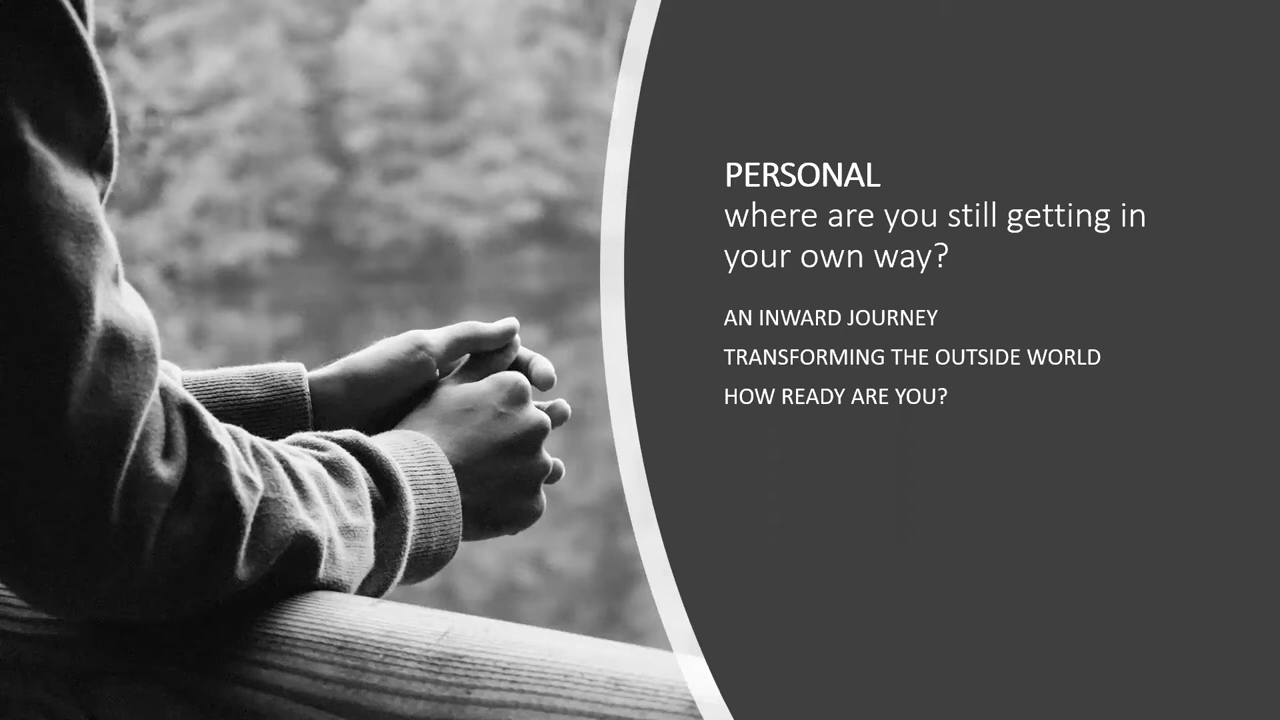 PERSONAL
where are you still getting in
your own way?
AN INWARD JOURNEY
TRANSFORMING THE OUTSIDE WORLD
HOW READY ARE YOU?